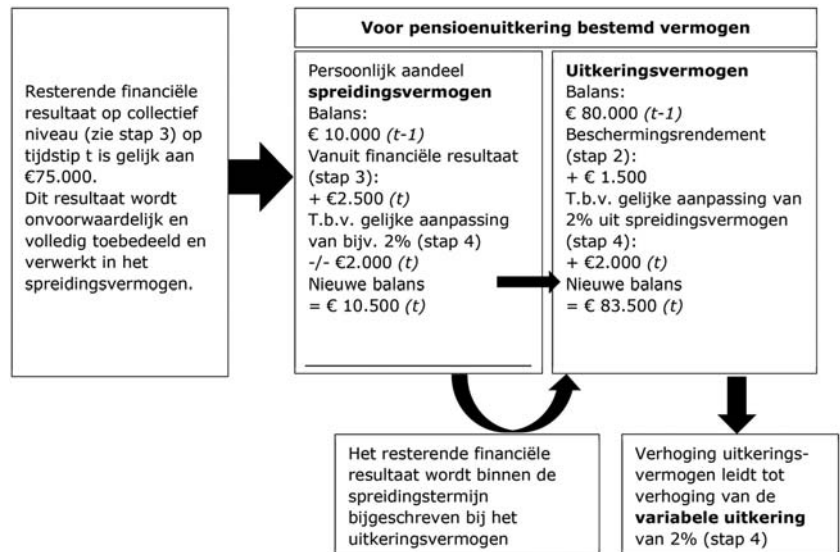 Resterende financiële
resultaat op collectief
niveau (zie stap 3) op
tijdstip t is gelijk aan
€75.000.
Dit resultaat wordt
onvoorwaardelijk en
volledig toebedeeld en
verwerkt in het
spreidingsvermogen.
Voor pensioenuitkering bestemd vermogen
Persoonlijk aandeel
spreidingsvermogen
Balans:
€ 10.000 (t-1)
Vanuit financiële resultaat
(stap 3):
+ €2.500 (t)
T.b.v. gelijke aanpassing
van bijv. 2% (stap 4)
-/- €2.000 (t)
Nieuwe balans
= € 10.500 (t)
Uitkeringsvermogen
Balans:
€ 80.000 (t-1)
Beschermingsrendement
(stap 2):
+ € 1.500
T.b.v. gelijke aanpassing van
2% uit spreidingsvermogen
(stap 4):
+ €2.000 (t)
Nieuwe balans
= € 83.500 (t)
Het resterende financiële
resultaat wordt binnen de
spreidingstermijn
bijgeschreven bij het
uitkeringsvermogen
Verhoging uitkerings-
vermogen leidt tot
verhoging van de
variabele uitkering
van 2% (stap 4)